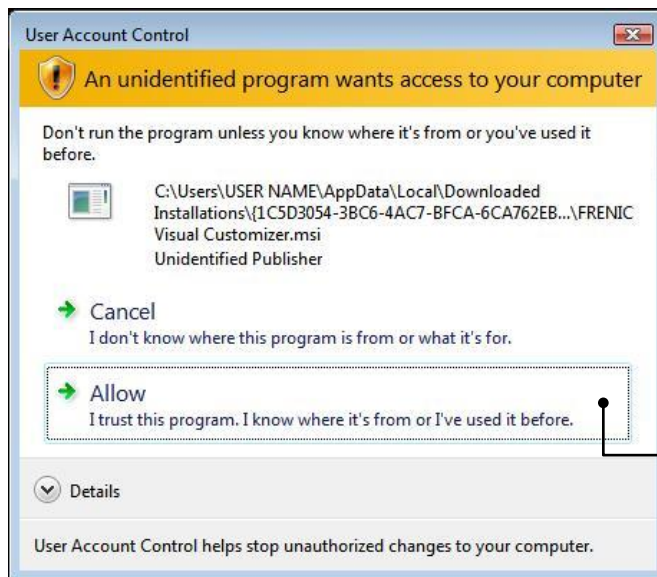 User Account Control
An unidentified program wants access to your computer
Don't run the program unless you know where it's from or you've used it
before.
C:\Users\USER NAME\AppData\Local\Downloaded
Installations\{1C5D3054-3BC6-4AC7-BFCA-6CA762EB...\FRENIC
Visual Customizer.msi
Unidentified Publisher
Cancel
I don't know where this program is from or what it's for.
Allow
I trust this program. I know where it's from or I've used it before.
Details
User Account Control helps stop unauthorized changes to your computer.